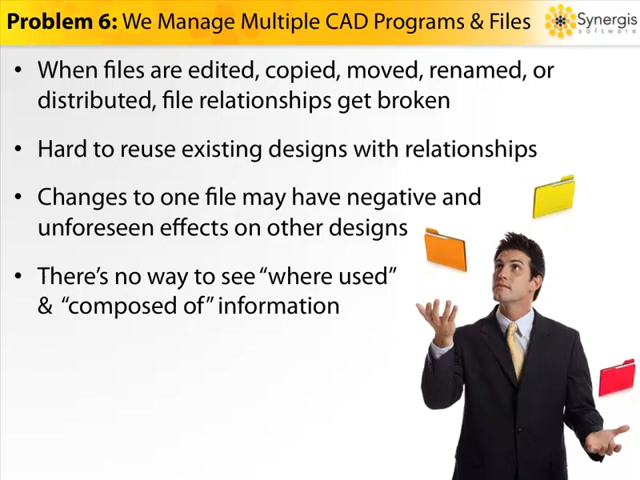 Problem 6: We Manage Multiple CAD Programs & Files
Synergis
software
• When files are edited, copied, moved, renamed, or
distributed, file relationships get broken
• Hard to reuse existing designs with relationships
• Changes to one file may have negative and
unforeseen effects on other designs
• There's no way to see “where used”
& “composed of” information